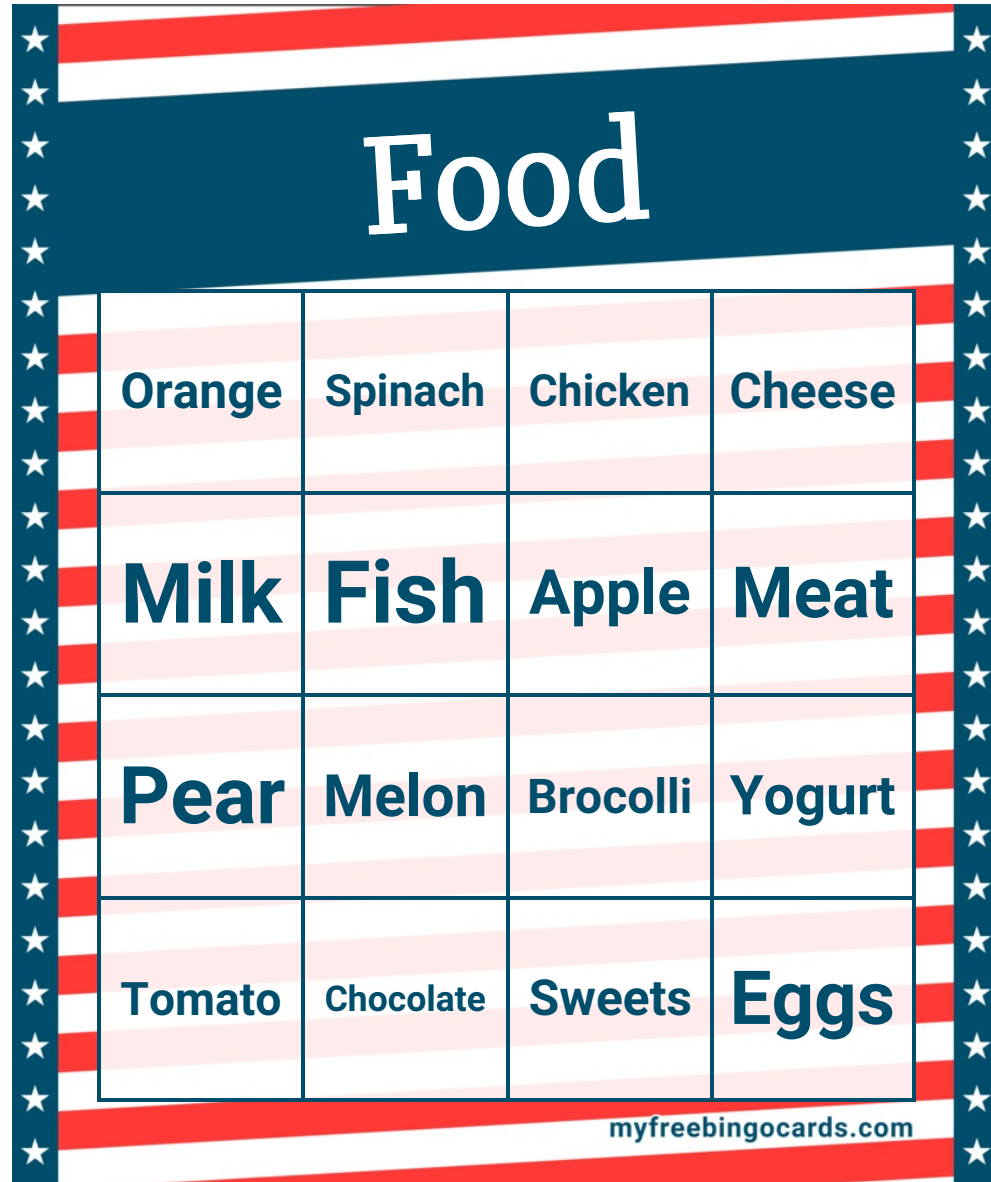 Food
Orange Spinach Chicken Cheese
Milk Fish Apple Meat
Pear Melon Brocolli Yogurt
Tomato Chocolate Sweets Eggs
myfreebingocards.com